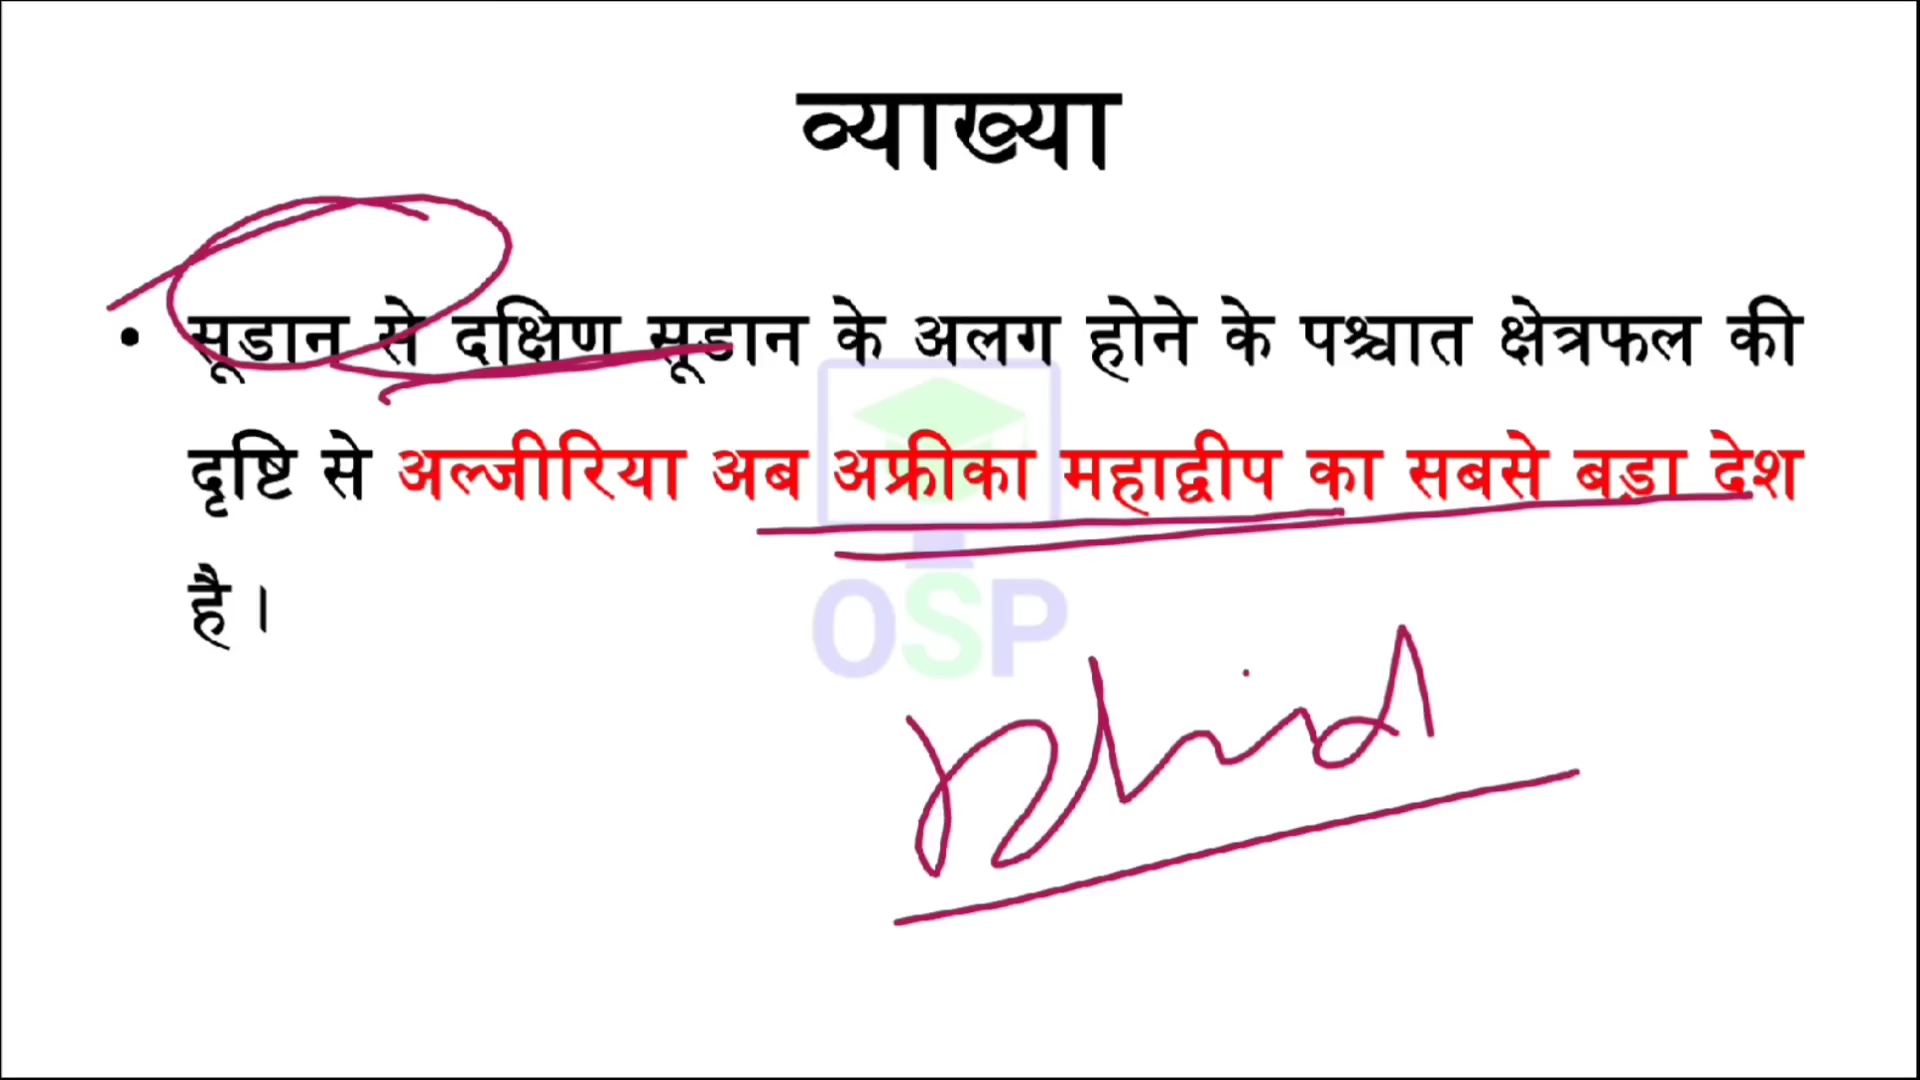 व्याख्या
• सूडान से दक्षिण सूडान के अलग होने के पश्चात क्षेत्रफल की
दृष्टि से अल्जीरिया अब अफ्रीका महाद्वीप का सबसे बड़ा देश
है।
OSP